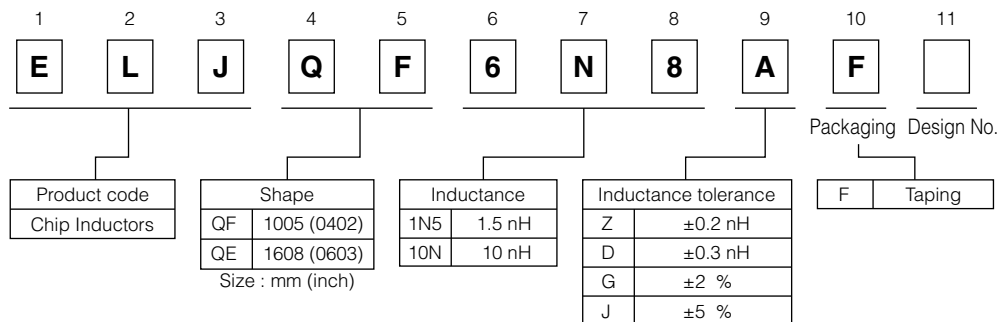 1 2 3 4 5 6 7 8 9 10 11
E L J Q F 6 N 8 A F
Packaging Design No.
Product code
Chip Inductors
Shape
QF 1005 (0402)
QE 1608 (0603)
Size : mm (inch)
Inductance
1N5 1.5 nH
10N 10 nH
Inductance tolerance
Z ±0.2 nH
D ±0.3 nH
G ±2 %
J ±5 %
F Taping